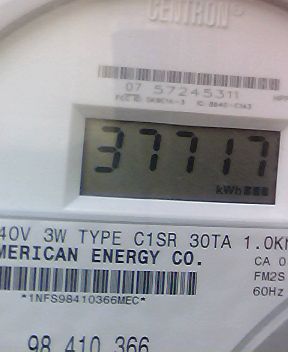 CENTRON®
07 57245311
37717
kWh
40V 3W TYPE C1SR 30TA 1.0K
MERICAN ENERGY CO.
CA 0
FM2S
60Hz
*1NFS98410366MEC*
98 410 366